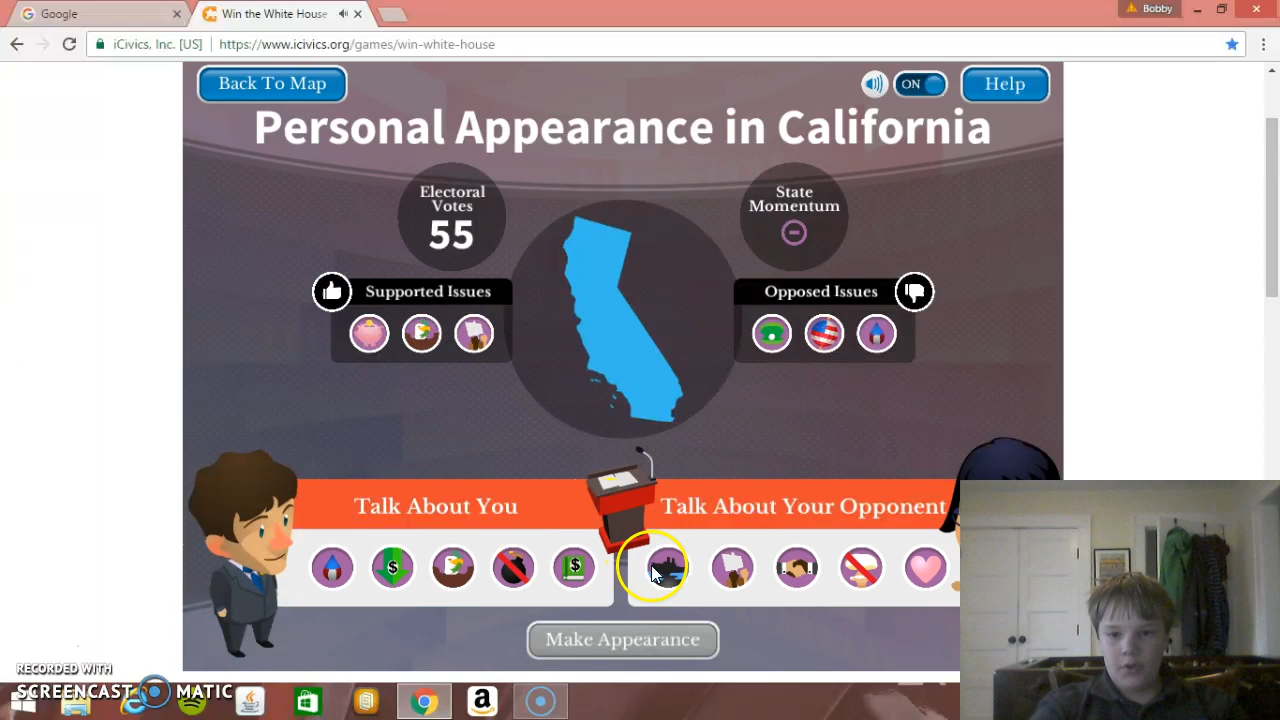 Google
Win the White House
Bobby
iCivics, Inc. [US]
https://www.icivics.org/games/win-white-house
Back To Map
ON
Help
Personal Appearance in California
Electoral
Votes
55
State
Momentum
Supported Issues
Opposed Issues
Talk About You
Talk About Your Opponent
Make Appearance
RECORDED WITH
SCREENCAST MATIC